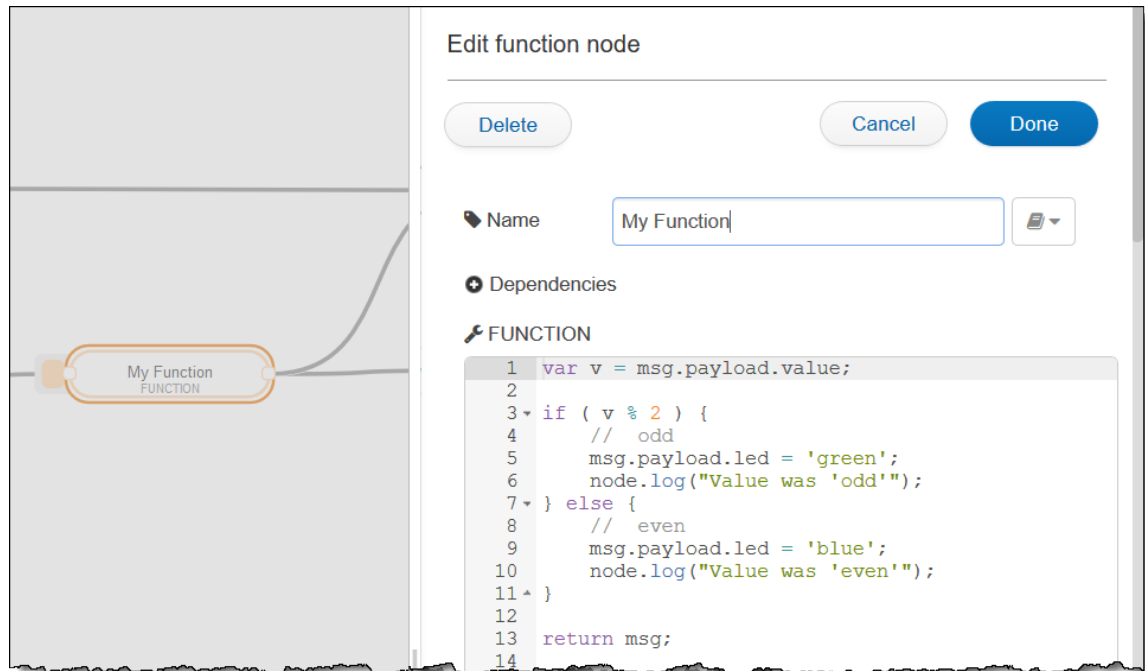 Edit function node
Delete
Cancel
Done
Name
My Function
Dependencies
FUNCTION
My Function
FUNCTION
1 var v = msg.payload.value;
2
3 if ( v % 2 ) {
4     //  odd
5     msg.payload.led = 'green';
6     node.log("Value was 'odd'");
7 } else {
8     //  even
9     msg.payload.led = 'blue';
10     node.log("Value was 'even'");
11 }
12
13 return msg;
14